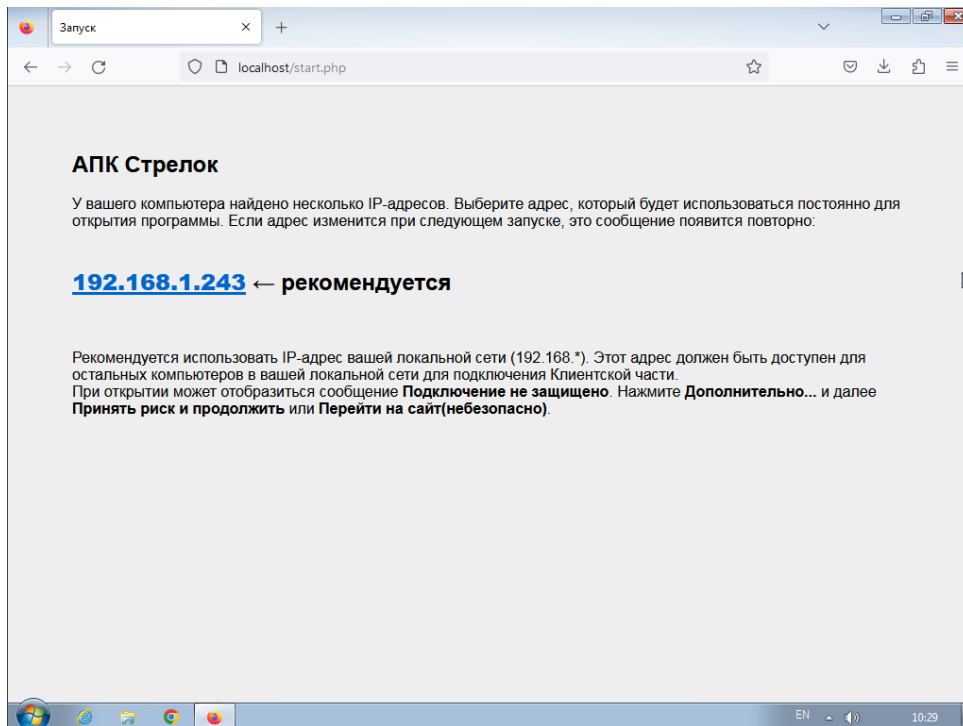 Запуск
localhost/start.php
АПК Стрелок
У вашего компьютера найдено несколько IP-адресов. Выберите адрес, который будет использоваться постоянно для
открытия программы. Если адрес изменится при следующем запуске, это сообщение появится повторно:
192.168.1.243 ← рекомендуется
Рекомендуется использовать IP-адрес вашей локальной сети (192.168.*). Этот адрес должен быть доступен для
остальных компьютеров в вашей локальной сети для подключения Клиентской части.
При открытии может отобразиться сообщение Подключение не защищено. Нажмите Дополнительно... и далее
Принять риск и продолжить или Перейти на сайт(небезопасно).
EN 10:29